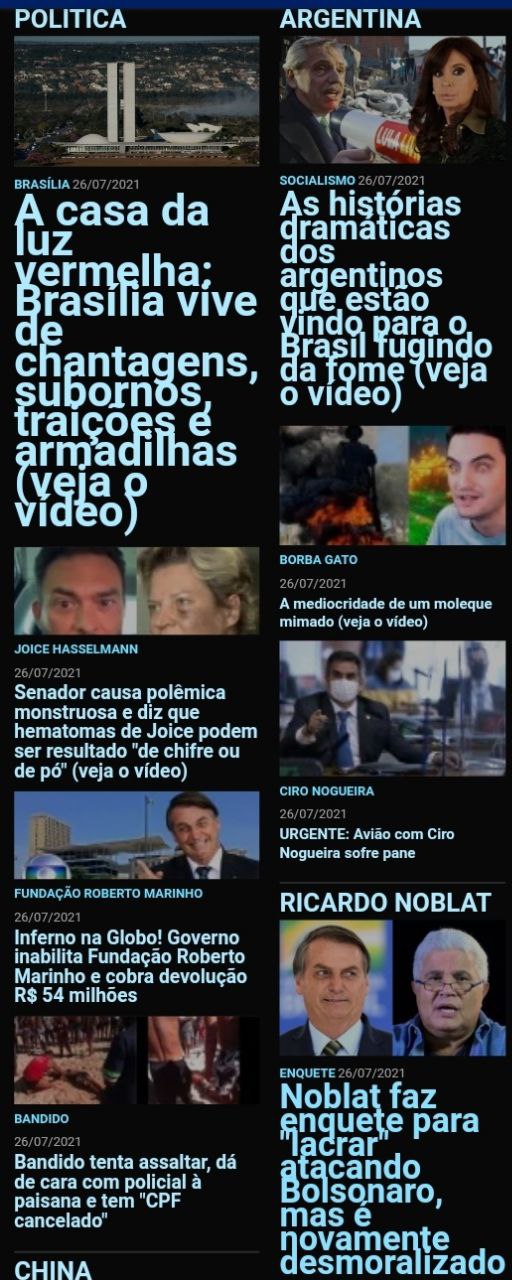 POLÍTICA
BRASÍLIA 26/07/2021
A casa da
luz
vermelha:
Brasília vive
de
chantagens,
subornos,
traições e
armadilhas
(veja o
vídeo)
JOICE HASSELMANN
26/07/2021
Senador causa polêmica
monstruosa e diz que
hematomas de Joice podem
ser resultado "de chifre ou
de pó" (veja o vídeo)
FUNDAÇÃO ROBERTO MARINHO
26/07/2021
Inferno na Globo! Governo
inabilita Fundação Roberto
Marinho e cobra devolução
R$ 54 milhões
BANDIDO
26/07/2021
Bandido tenta assaltar, dá
de cara com policial à
paisana e tem "CPF
cancelado"
CHINA
ARGENTINA
SOCIALISMO 26/07/2021
As histórias
dramáticas
dos
argentinos
que estão
vindo para o
Brasil fugindo
da fome (veja
o vídeo)
BORBA GATO
26/07/2021
A mediocridade de um moleque
mimado (veja o vídeo)
CIRO NOGUEIRA
26/07/2021
URGENTE: Avião com Ciro
Nogueira sofre pane
RICARDO NOBLAT
ENQUETE 26/07/2021
Noblat faz
enquete para
"lacrar"
atacando
Bolsonaro,
mas é
novamente
desmoralizado